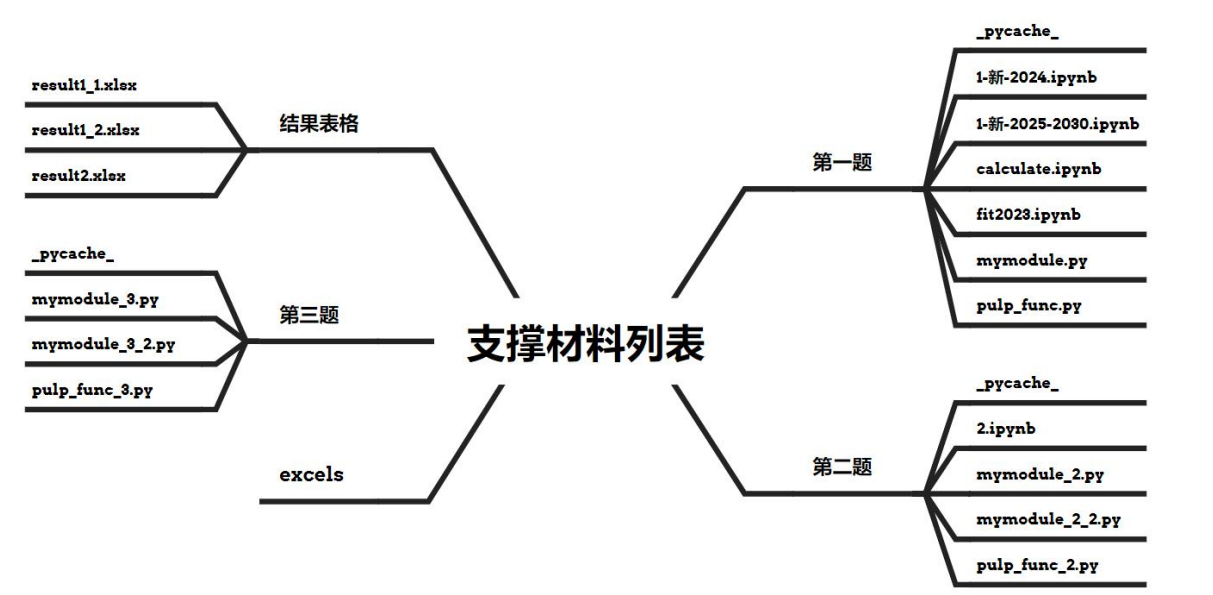 支撑材料列表
结果表格
result1_1.xlsx
result1_2.xlsx
result2.xlsx
第三题
_pycache_
mymodule_3.py
mymodule_3_2.py
pulp_func_3.py
excels
第一题
_pycache_
1-新-2024.ipynb
1-新-2025-2030.ipynb
calculate.ipynb
fit2023.ipynb
mymodule.py
pulp_func.py
第二题
_pycache_
2.ipynb
mymodule_2.py
mymodule_2_2.py
pulp_func_2.py